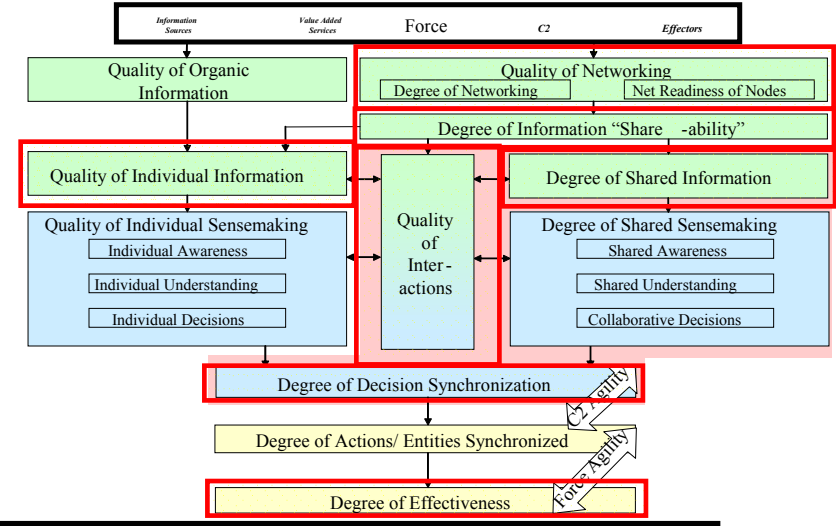 Information
Sources
Value Added
Services
Force
C2
Effectors
Quality of Organic
Information
Quality of Networking
Degree of Networking
Net Readiness of Nodes
Degree of Information “Share -ability”
Quality of Individual Information
Degree of Shared Information
Quality of Individual Sensemaking
Individual Awareness
Individual Understanding
Individual Decisions
Quality
of
Inter-
actions
Degree of Shared Sensemaking
Shared Awareness
Shared Understanding
Collaborative Decisions
Degree of Decision Synchronization
C2 Agility
Degree of Actions/ Entities Synchronized
Force Agility
Degree of Effectiveness